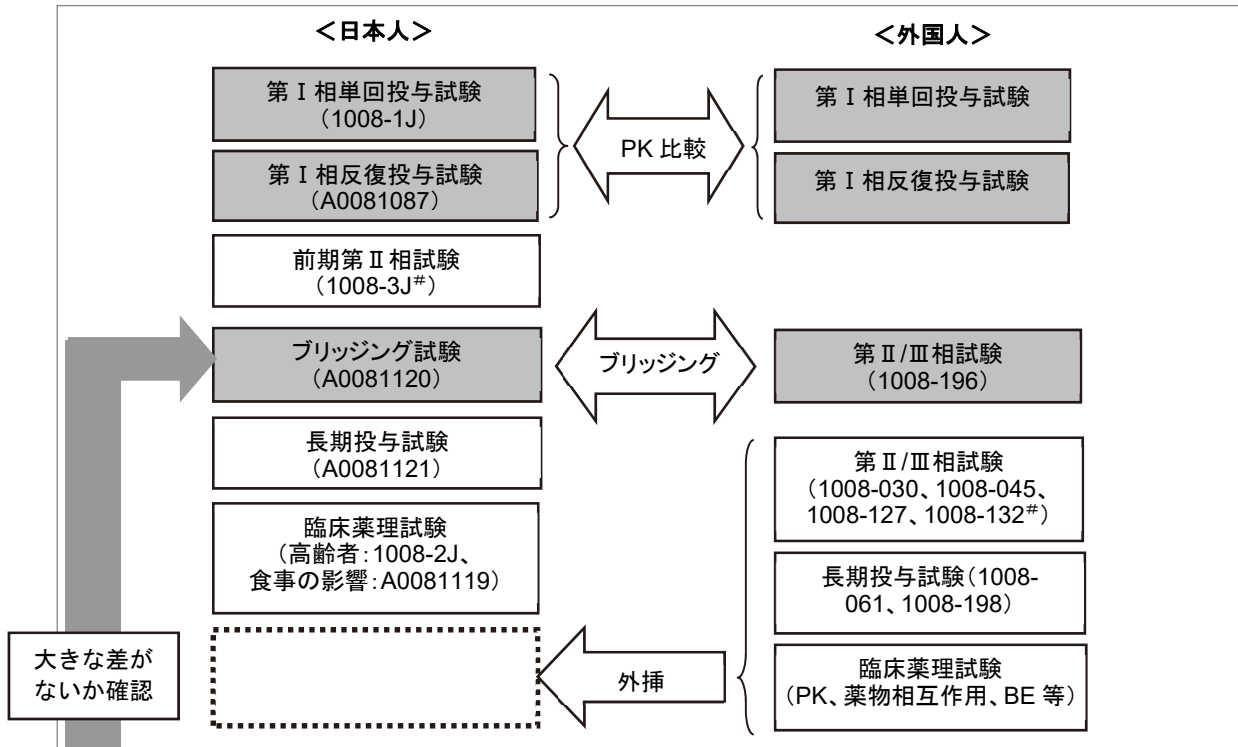 ＜日本人＞
第Ⅰ相単回投与試験
（1008-1J）
第Ⅰ相反復投与試験
（A0081087）
前期第Ⅱ相試験
（1008-3J#）
ブリッジング試験
（A0081120）
長期投与試験
（A0081121）
臨床薬理試験
（高齢者：1008-2J、
食事の影響：A0081119）
大きな差が
ないか確認
PK 比較
ブリッジング
外挿
＜外国人＞
第Ⅰ相単回投与試験
第Ⅰ相反復投与試験
第Ⅱ/Ⅲ相試験
（1008-196）
第Ⅱ/Ⅲ相試験
（1008-030、1008-045、
1008-127、1008-132#）
長期投与試験（1008-
061、1008-198）
臨床薬理試験
（PK、薬物相互作用、BE 等）